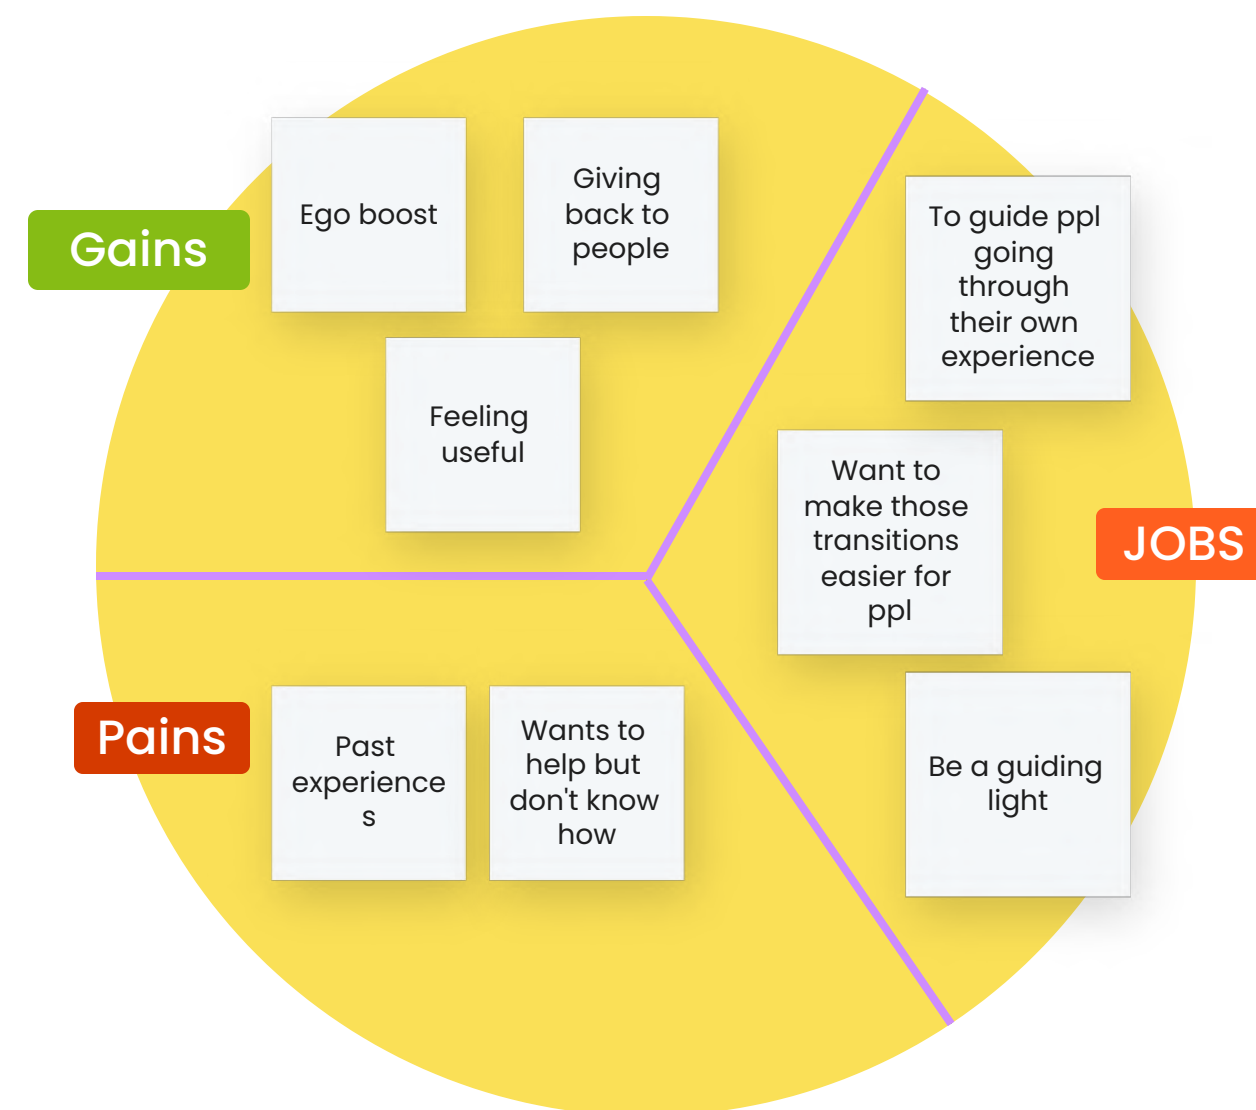 Gains
Ego boost
Giving
back to
people
Feeling
useful
To guide ppl
going
through
their own
experience
Want to
make those
transitions
easier for
ppl
Be a guiding
light
JOBS
Pains
Past
experience
s
Wants to
help but
don't know
how